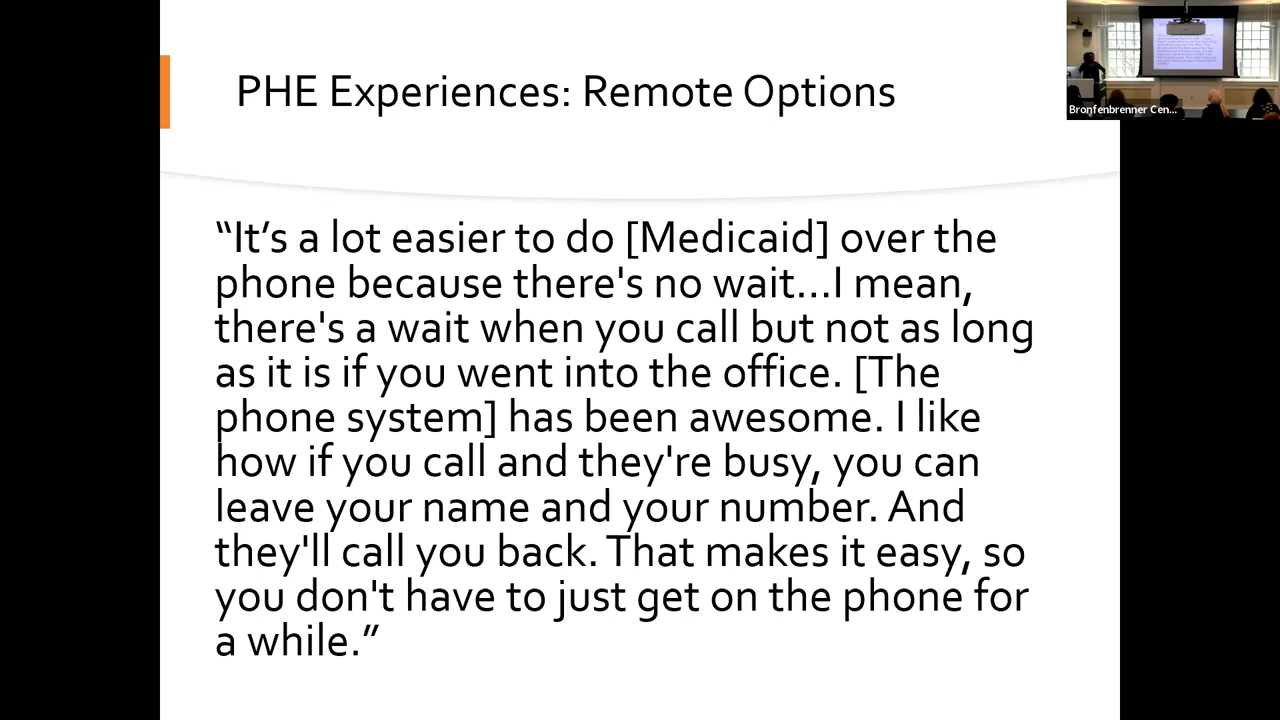 PHE Experiences: Remote Options
Bronfenbrenner Cen...
“It’s a lot easier to do [Medicaid] over the
phone because there's no wait...I mean,
there's a wait when you call but not as long
as it is if you went into the office. [The
phone system] has been awesome. I like
how if you call and they're busy, you can
leave your name and your number. And
they'll call you back. That makes it easy, so
you don't have to just get on the phone for
a while.”